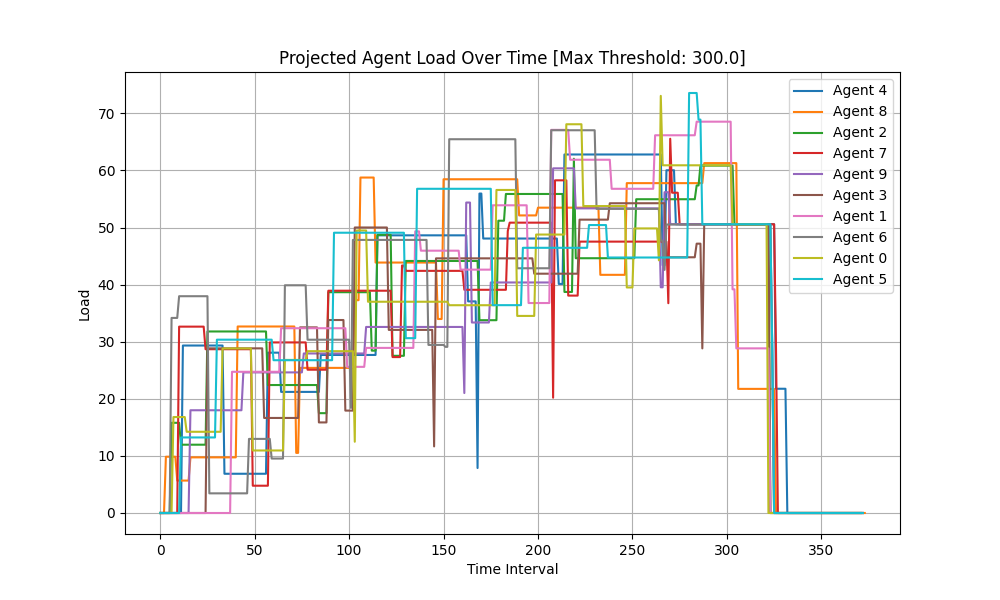 Projected Agent Load Over Time [Max Threshold: 300.0]
Load
70
60
50
40
30
20
10
0
0 50 100 150 200 250 300 350
Time Interval
Agent 4
Agent 8
Agent 2
Agent 7
Agent 9
Agent 3
Agent 1
Agent 6
Agent 0
Agent 5